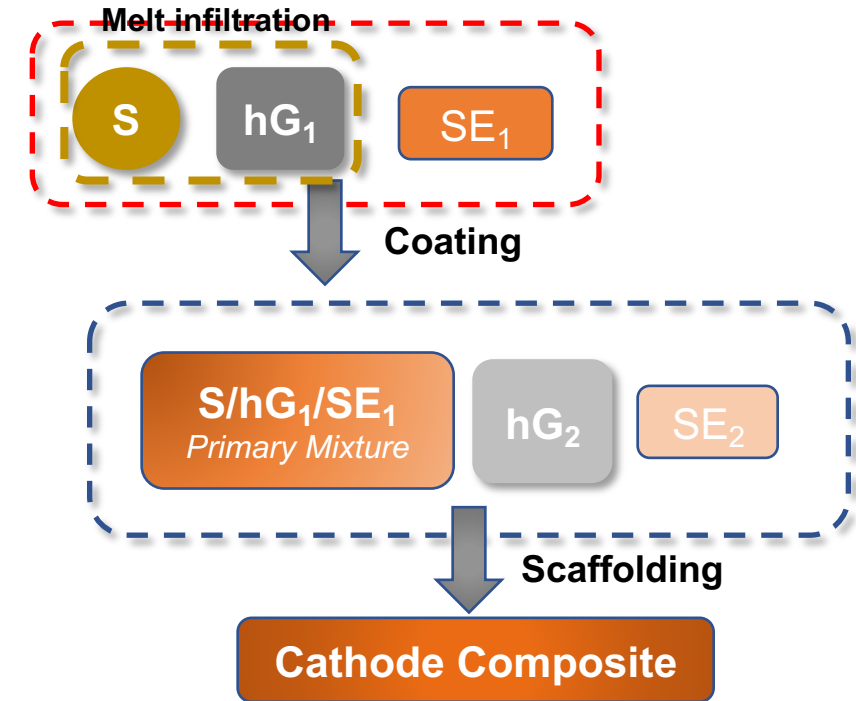 Melt infiltration
S
hG₁
SE₁
Coating
S/hG₁/SE₁
Primary Mixture
hG₂
SE₂
Scaffolding
Cathode Composite